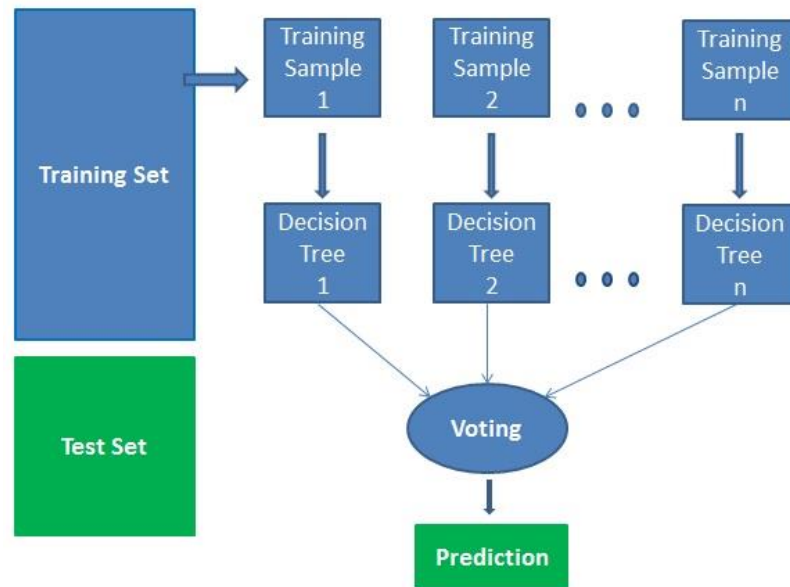 Training Set
Training
Sample
1
Training
Sample
2
Training
Sample
n
Decision
Tree
1
Decision
Tree
2
Decision
Tree
n
Test Set
Voting
Prediction